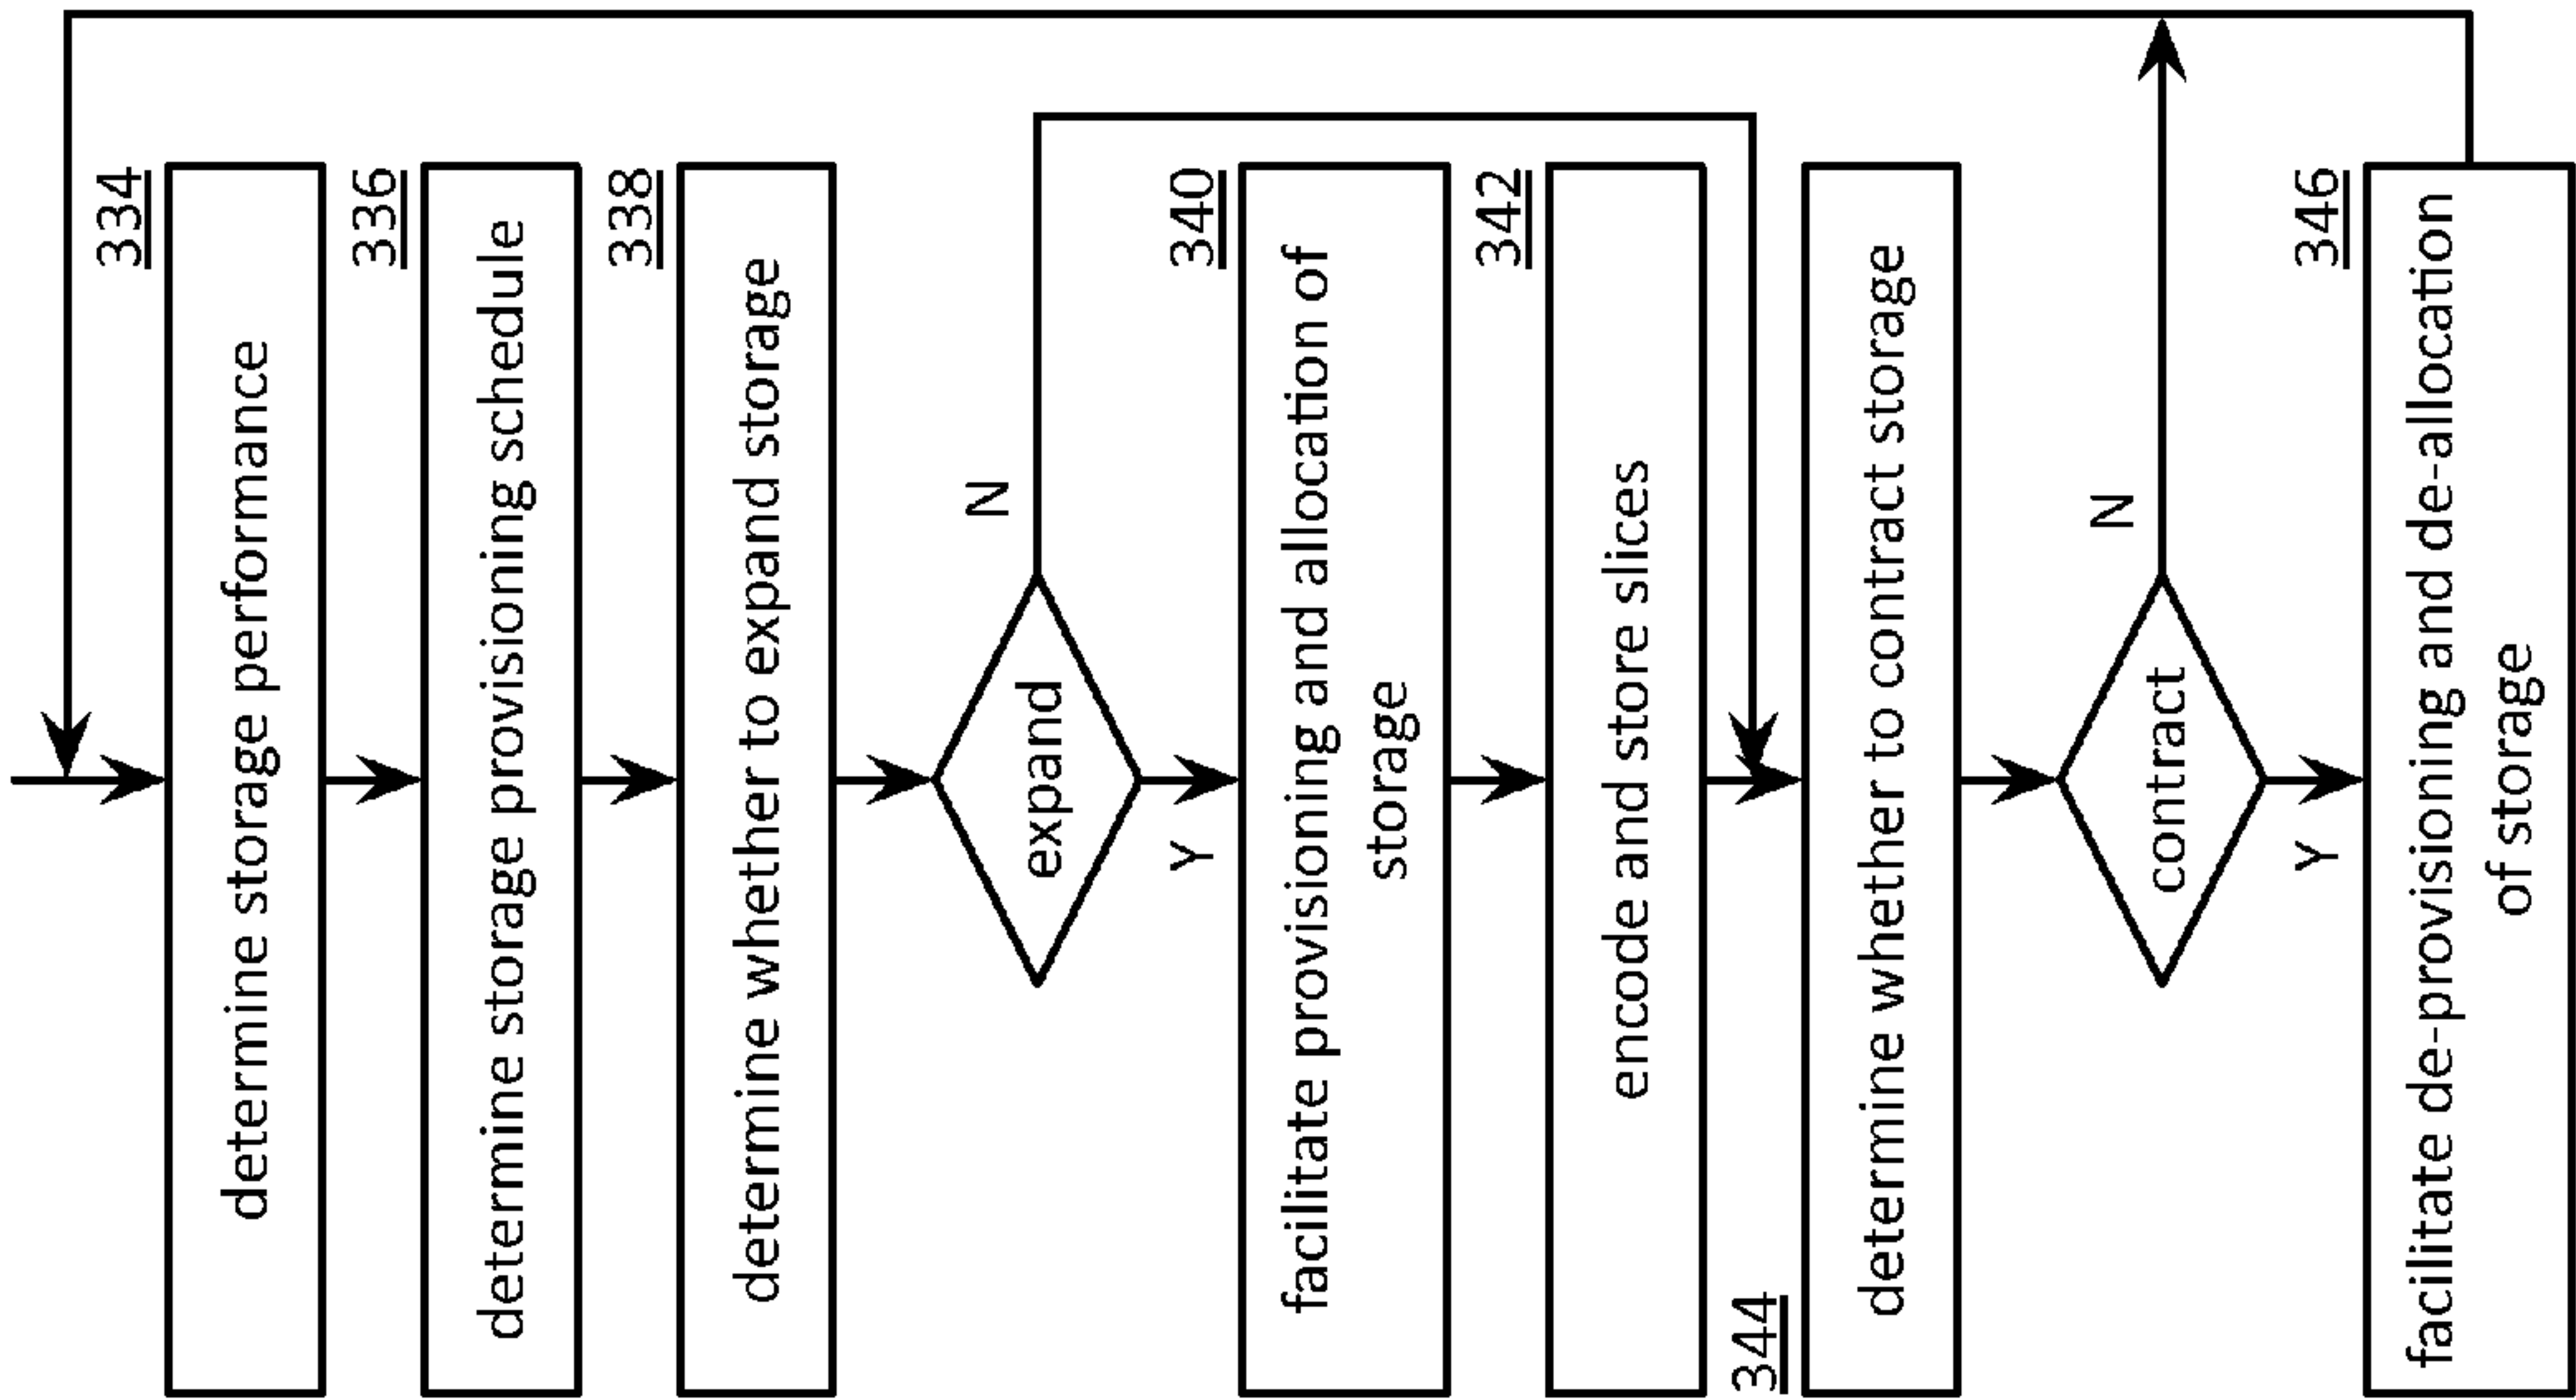 334
determine storage performance
336
determine storage provisioning schedule
338
determine whether to expand storage
expand
N
Y
340
facilitate provisioning and allocation of
storage
342
encode and store slices
344
determine whether to contract storage
contract
N
Y
346
facilitate de-provisioning and de-allocation
of storage